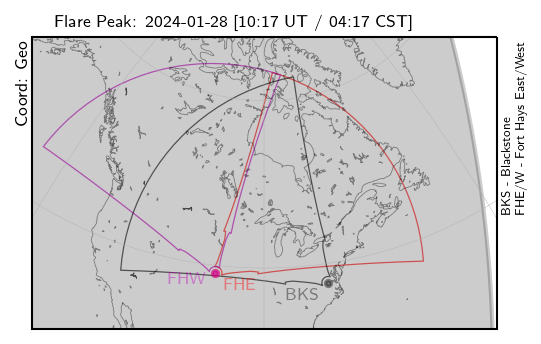 Flare Peak: 2024-01-28 [10:17 UT / 04:17 CST]
Coord: Geo
FHW
FHE
BKS
BKS - Blackstone
FHE/W - Fort Hays East/West